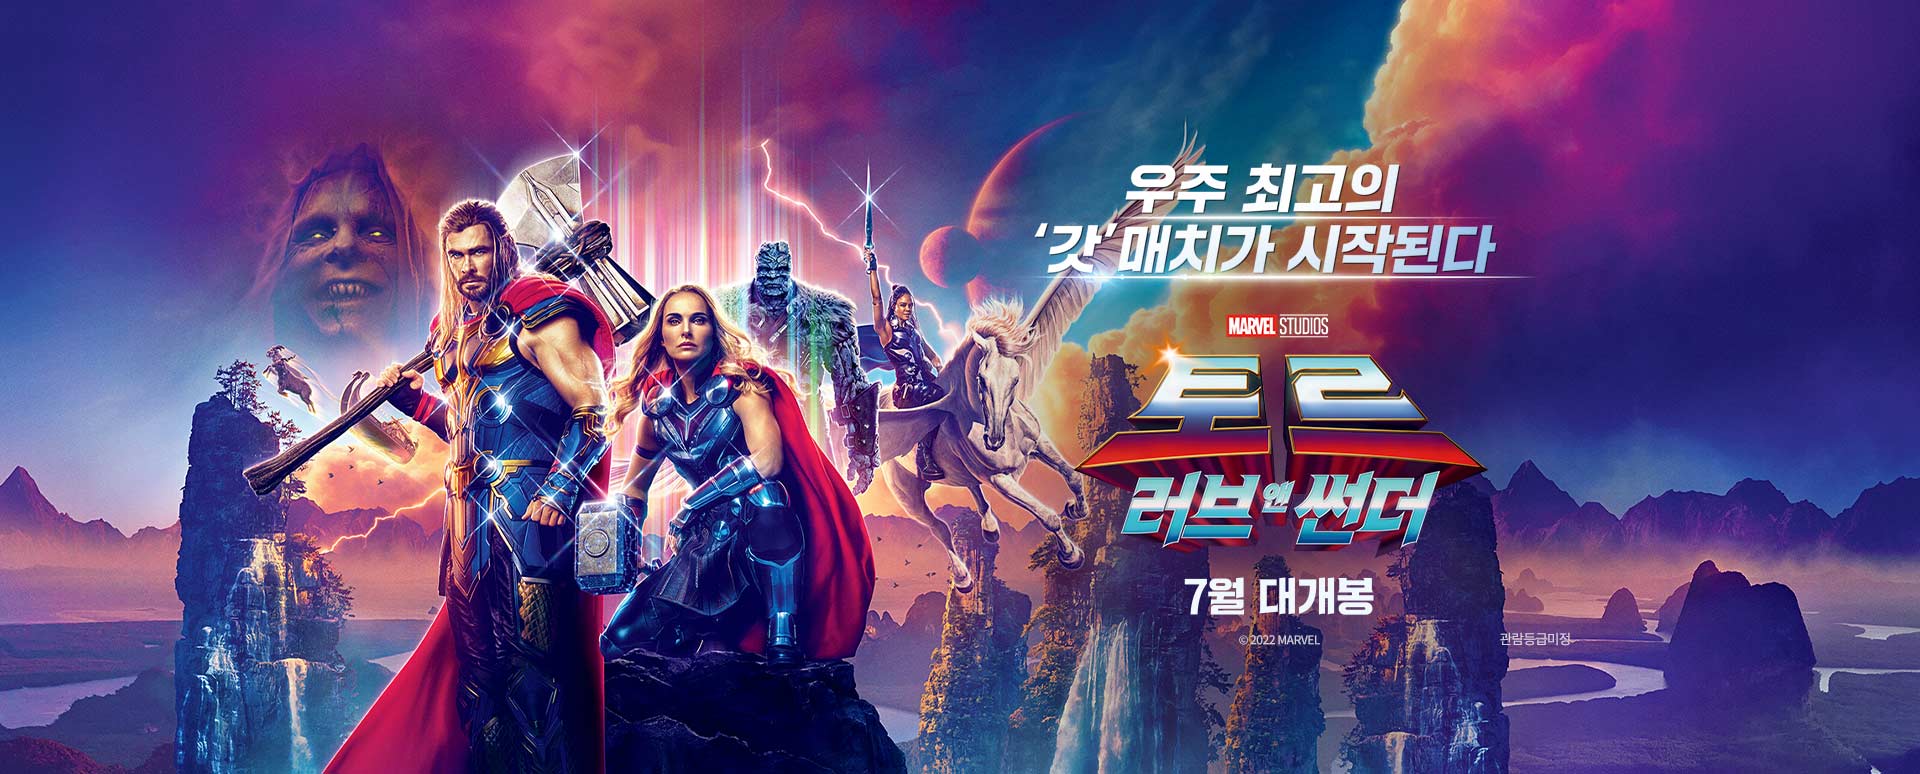 우주 최고의
‘갓’매치가 시작된다
MARVEL STUDIOS
토르
러브 앤 썬더
7월 대개봉
©2022 MARVEL
관람등급미정